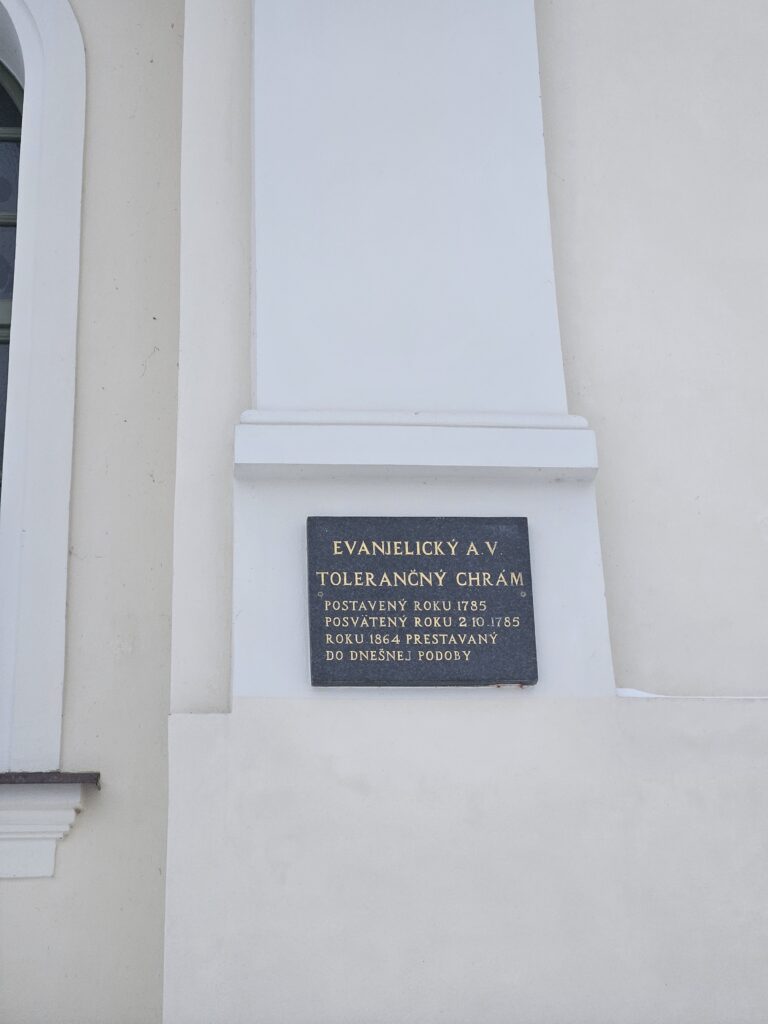 EVANJELICKÝ A.V.
TOLERANČNÝ CHRÁM
POSTAVENÝ ROKU 1785
POSVÄTENÝ ROKU 2.10.1785
ROKU 1864 PRESTAVANÝ
DO DNEŠNEJ PODOBY